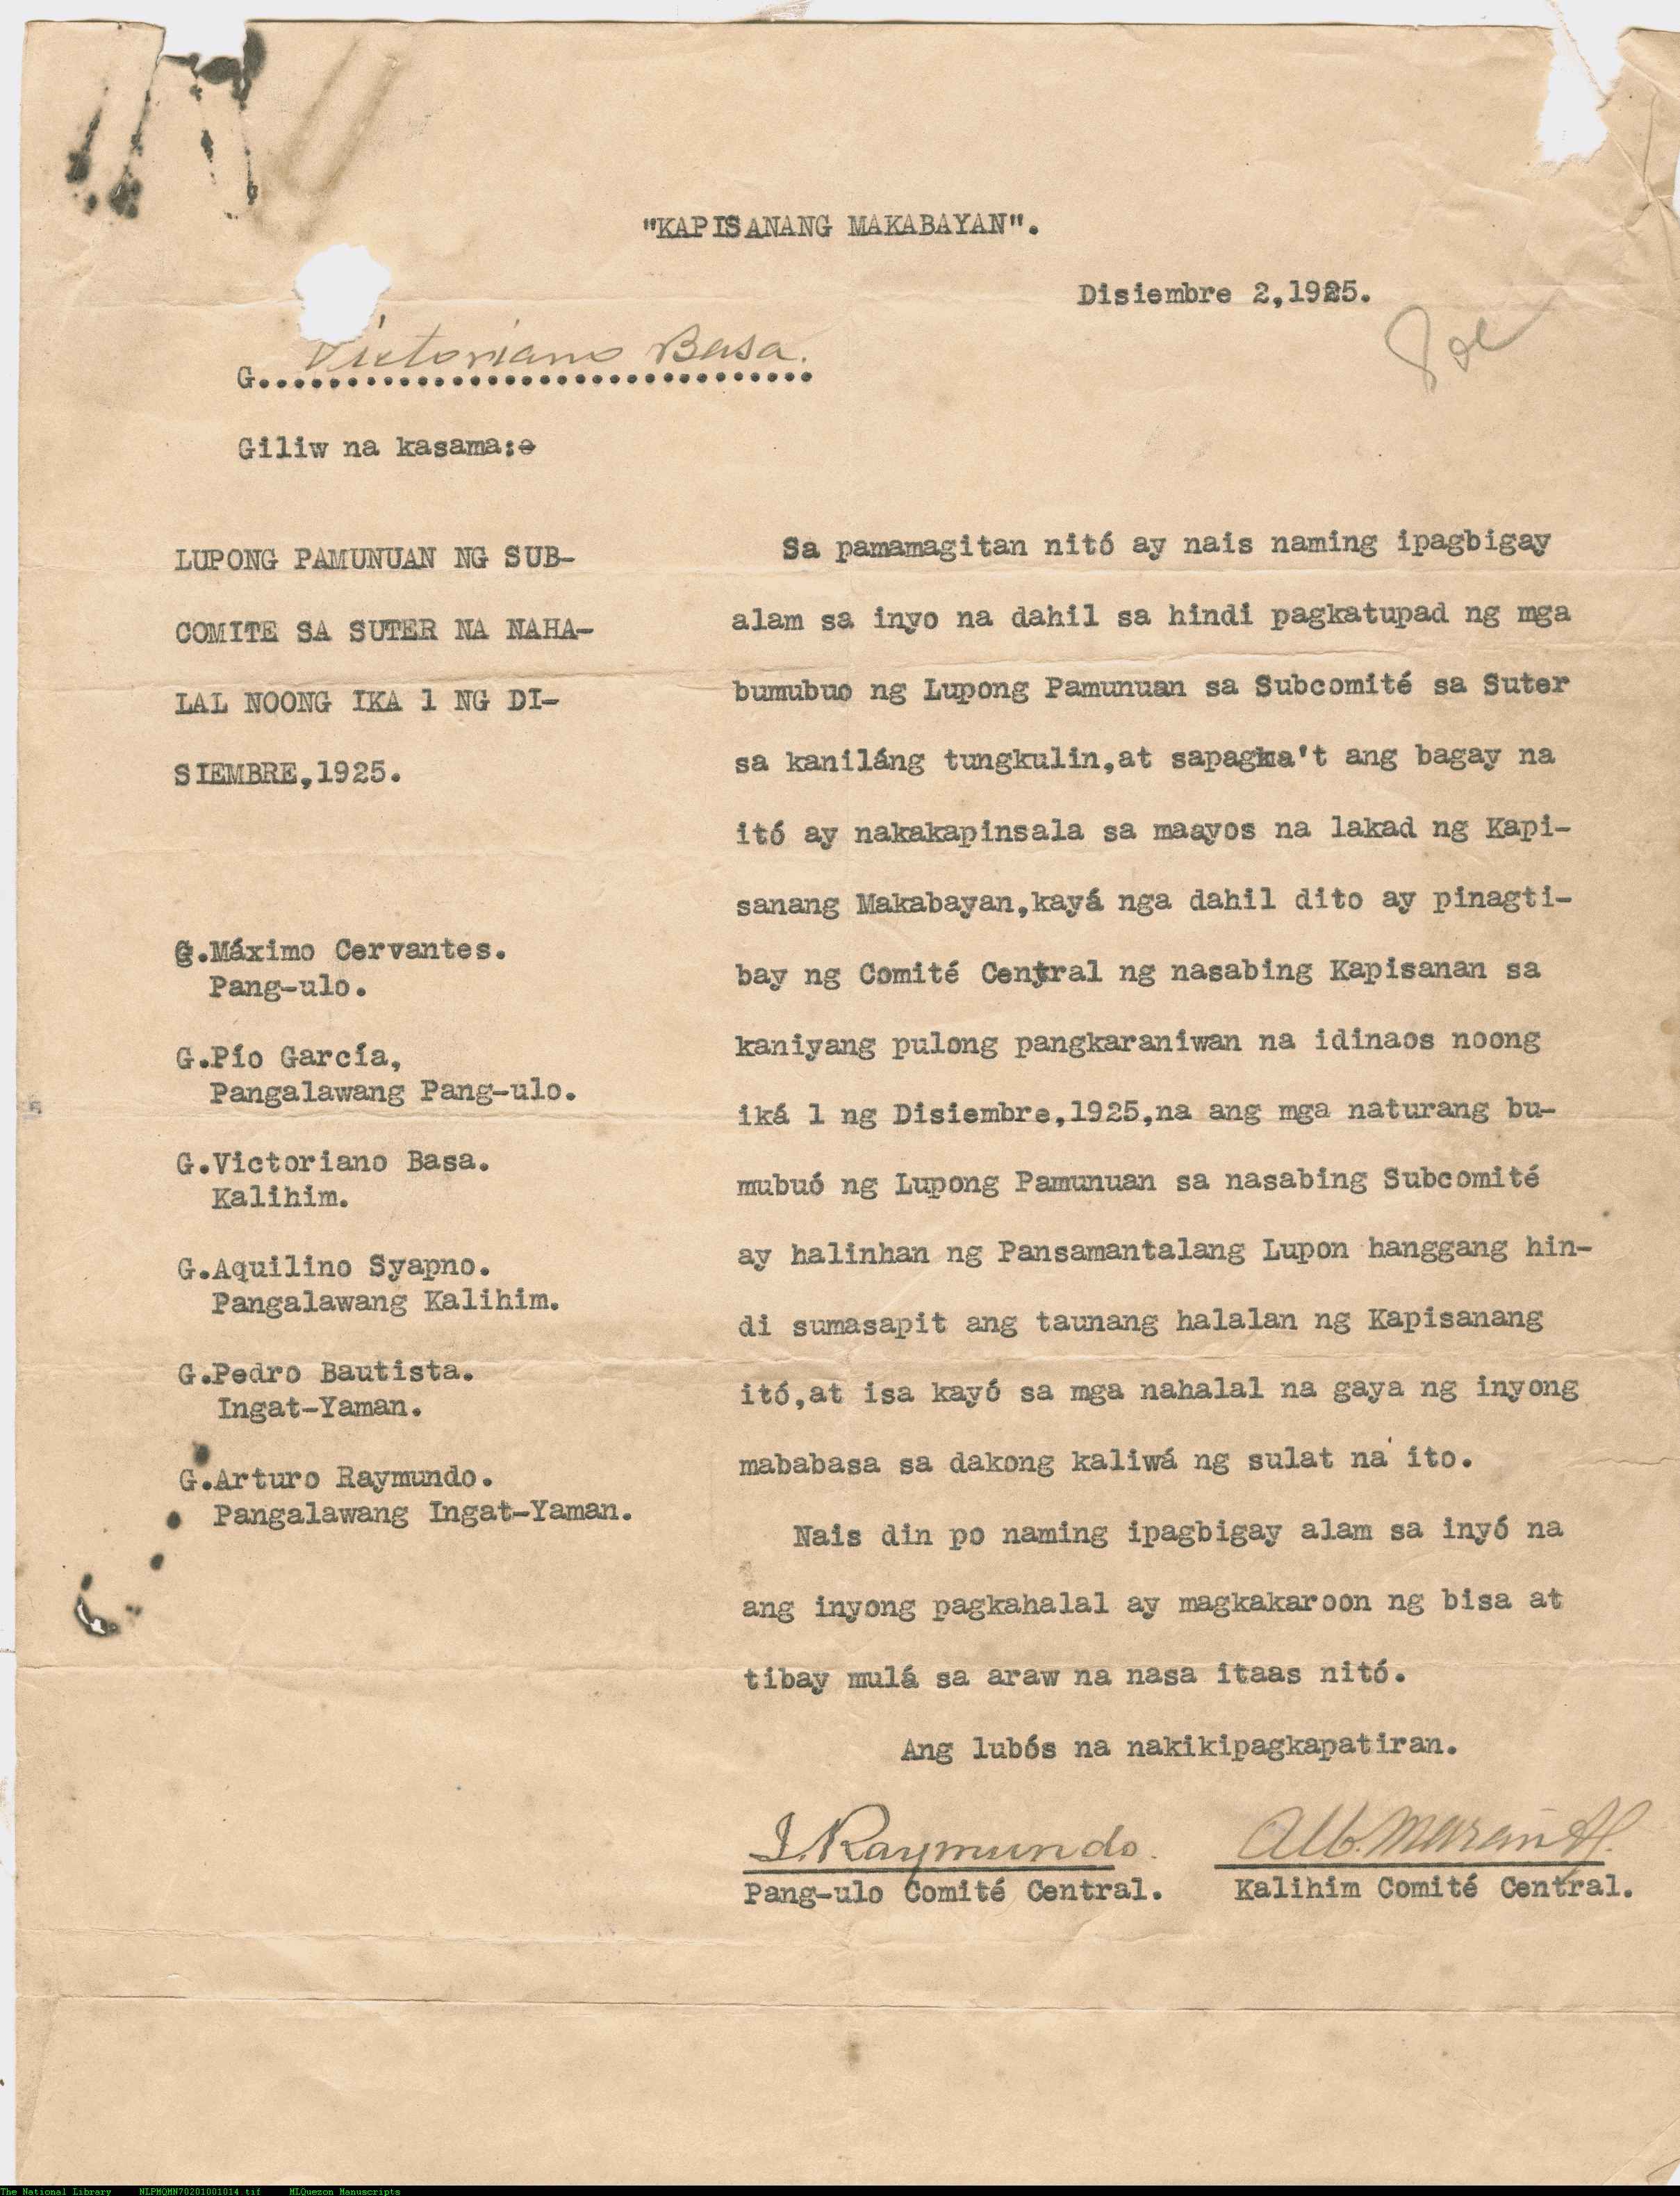 "KAPISANANG MAKABAYAN".
Disiembre 2,1925.
Victoriano Basa.
G................................
Giliw na kasama:
LUPONG PAMUNUAN NG SUB-
COMITE SA SUTER NA NAHA-
LAL NOONG IKA 1 NG DI-
SIEMBRE,1925.
G.Máximo Cervantes.
Pang-ulo.
G.Pío García,
Pangalawang Pang-ulo.
G.Victoriano Basa.
Kalihim.
G.Aquilino Syapno.
Pangalawang Kalihim.
G.Pedro Bautista.
Ingat-Yaman.
G.Arturo Raymundo.
Pangalawang Ingat-Yaman.
Sa pamamagitan nitó ay nais naming ipagbigay
alam sa inyo na dahil sa hindi pagkatupad ng mga
bumubuo ng Lupong Pamunuan sa Subcomité sa Suter
sa kaniláng tungkulin,at sapagka't ang bagay na
itó ay nakakapinsala sa maayos na lakad ng Kapi-
sanang Makabayan,kayá nga dahil dito ay pinagti-
bay ng Comité Central ng nasabing Kapisanan sa
kaniyang pulong pangkaraniwan na idinaos noong
iká 1 ng Disiembre,1925,na ang mga naturang bu-
mubuó ng Lupong Pamunuan sa nasabing Subcomité
ay halinhan ng Pansamantalang Lupon hanggang hin-
di sumasapit ang taunang halalan ng Kapisanang
itó,at isa kayó sa mga nahalal na gaya ng inyong
mababasa sa dakong kaliwá ng sulat na ito.
Nais din po naming ipagbigay alam sa inyó na
ang inyong pagkahalal ay magkakaroon ng bisa at
tibay mulá sa araw na nasa itaas nitó.
Ang lubós na nakikipagkapatiran.
J. Raymundo.
Pang-ulo Comité Central.
Kalihim Comité Central.
The National Library NLPMQMN70201001014.tif MLQuezon Manuscripts